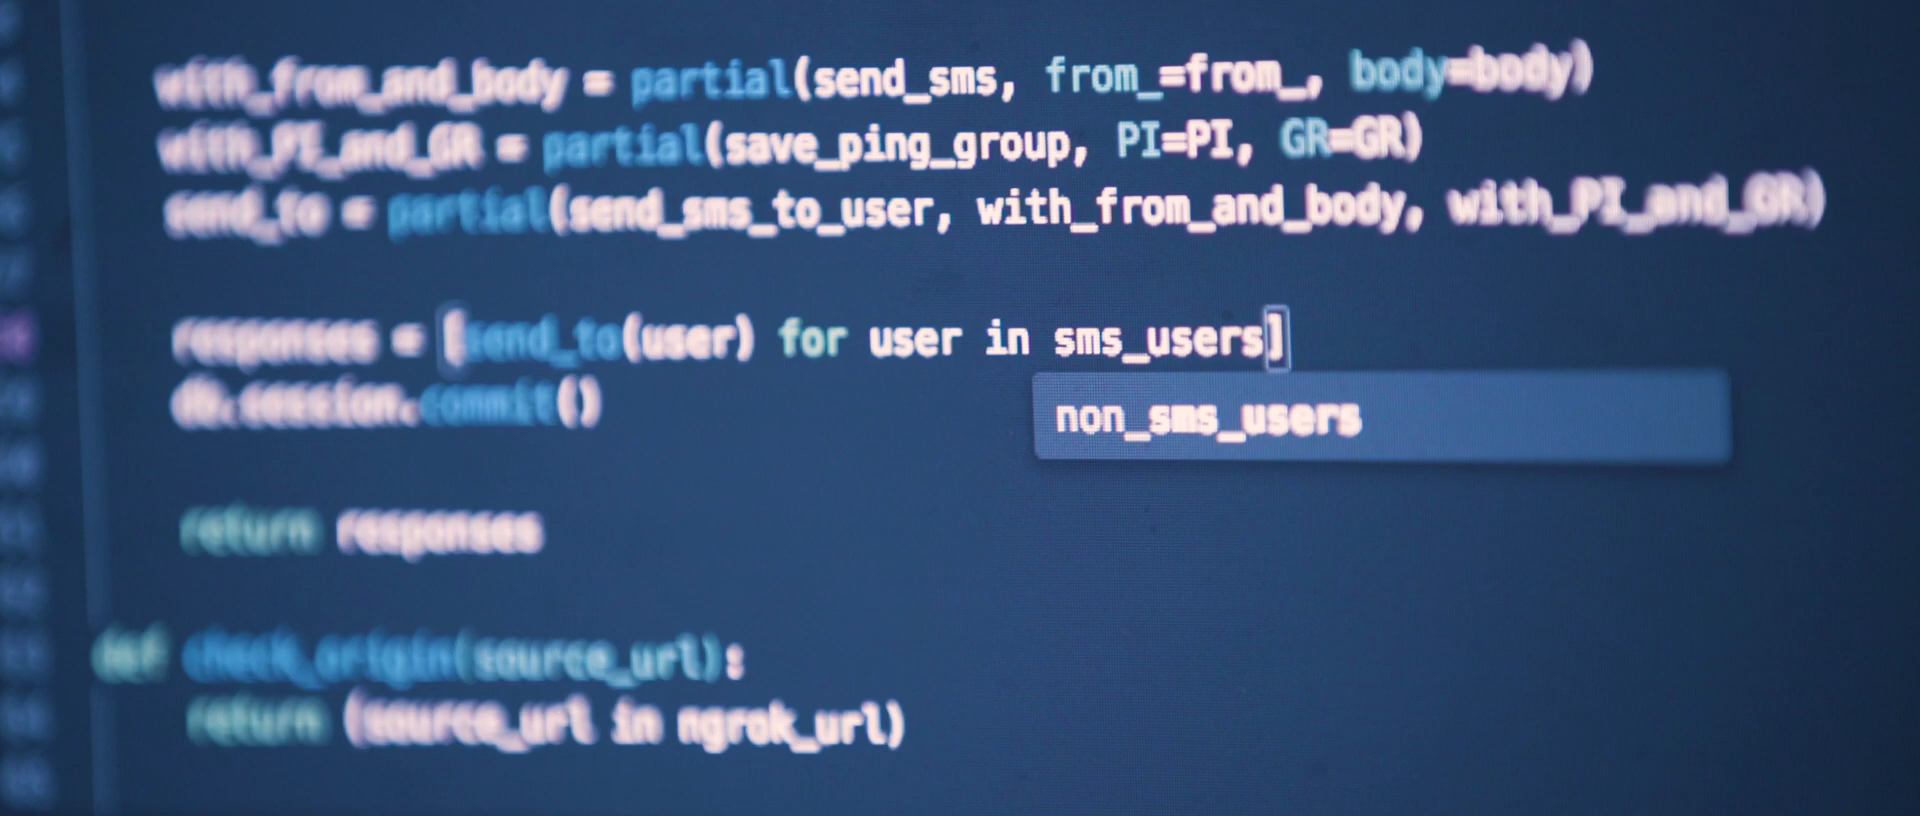 with_from_and_body = partial(send_sms, from_=from_, body=body)
with_PI_and_GR = partial(save_ping_group, PI=PI, GR=GR)
send_to = partial(send_sms_to_user, with_from_and_body, with_PI_and_GR)
responses = [send_to(user) for user in sms_users]
db.session.commit()
non_sms_users
return responses
def check_origin(source_url):
return (source_url in ngrok_url)